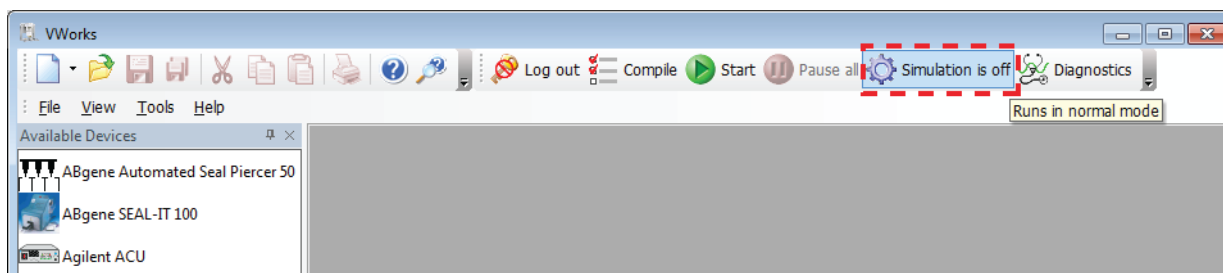 VWorks
Log out Compile Start Pause all Simulation is off Diagnostics
File View Tools Help
Runs in normal mode
Available Devices
ABgene Automated Seal Piercer 50
ABgene SEAL-IT 100
Agilent ACU